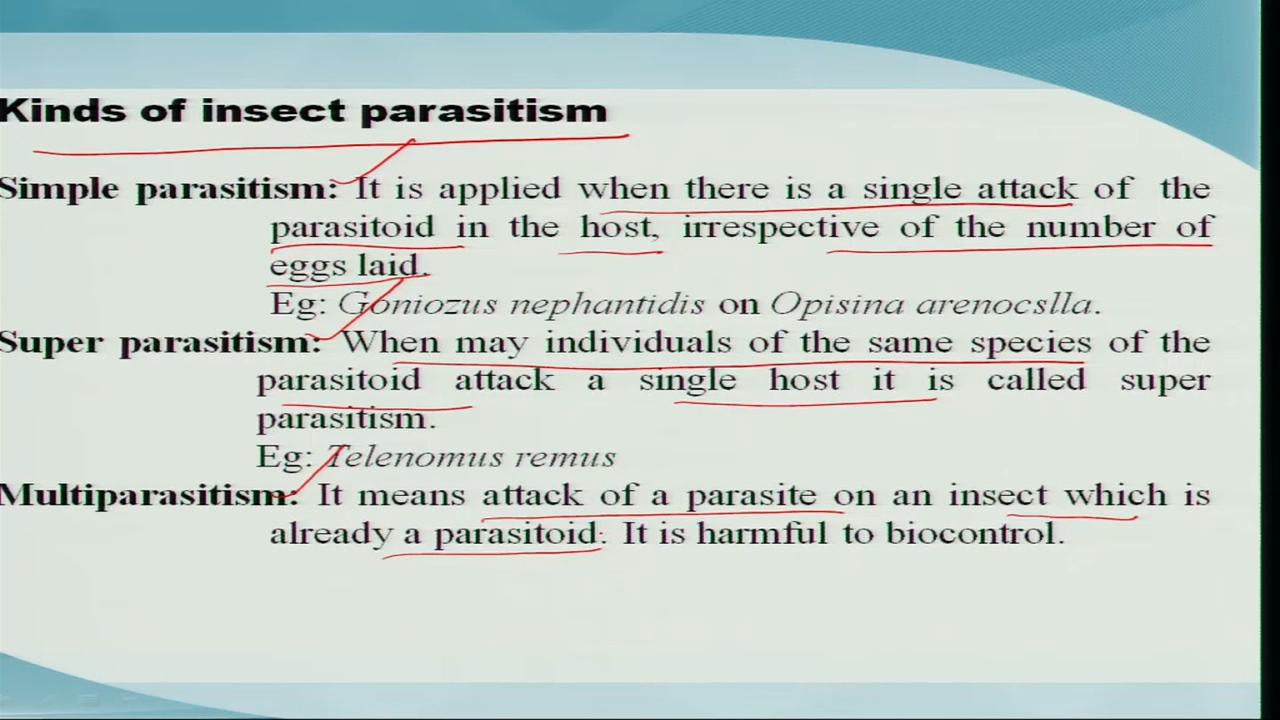 Kinds of insect parasitism
Simple parasitism: It is applied when there is a single attack of the
parasitoid in the host, irrespective of the number of
eggs laid.
Eg: Goniozus nephantidis on Opisina arenocslla.
Super parasitism: When may individuals of the same species of the
parasitoid attack a single host it is called super
parasitism.
Eg: Telenomus remus
Multiparasitism: It means attack of a parasite on an insect which is
already a parasitoid. It is harmful to biocontrol.